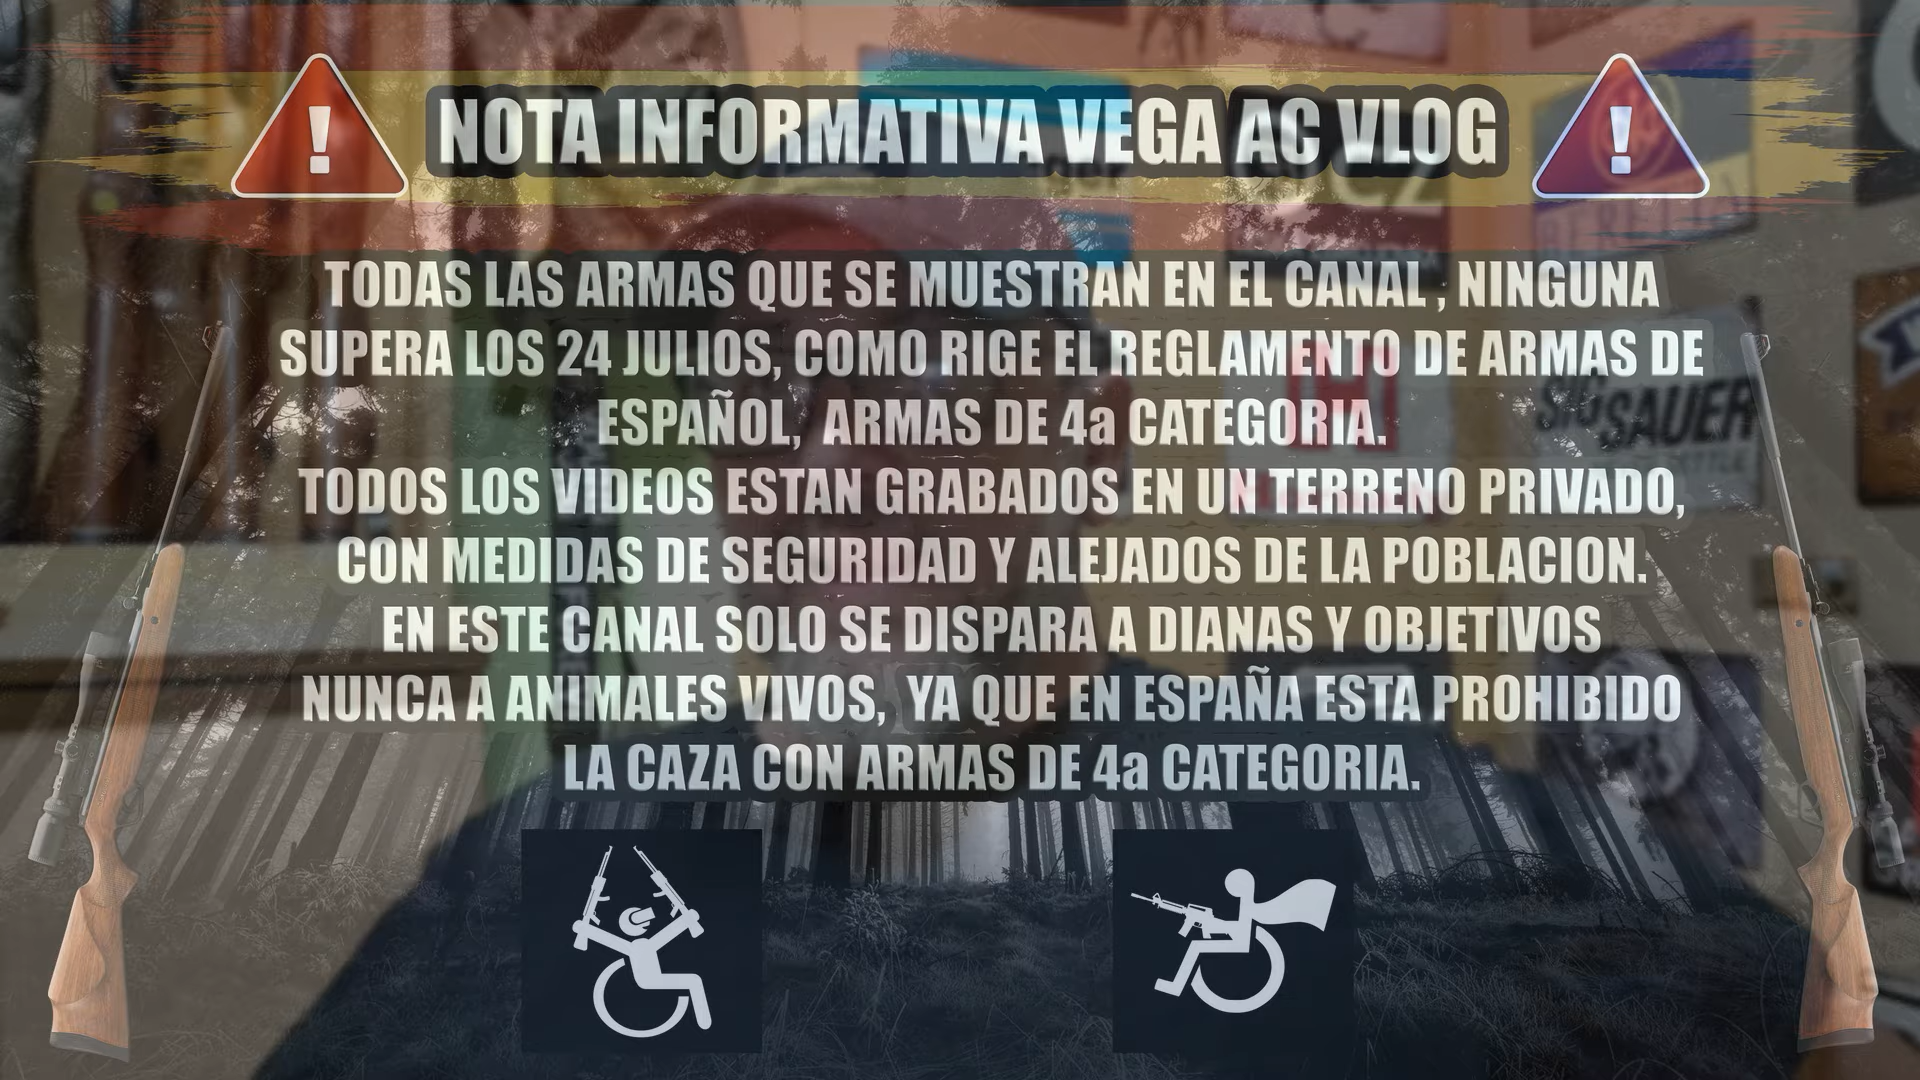 NOTA INFORMATIVA VEGA AC VLOG
TODAS LAS ARMAS QUE SE MUESTRAN EN EL CANAL , NINGUNA
SUPERA LOS 24 JULIOS, COMO RIGE EL REGLAMENTO DE ARMAS DE
ESPAÑOL, ARMAS DE 4a CATEGORIA.
TODOS LOS VIDEOS ESTAN GRABADOS EN UN TERRENO PRIVADO,
CON MEDIDAS DE SEGURIDAD Y ALEJADOS DE LA POBLACION.
EN ESTE CANAL SOLO SE DISPARA A DIANAS Y OBJETIVOS
NUNCA A ANIMALES VIVOS, YA QUE EN ESPAÑA ESTA PROHIBIDO
LA CAZA CON ARMAS DE 4a CATEGORIA.
CZ
SIG SAUER